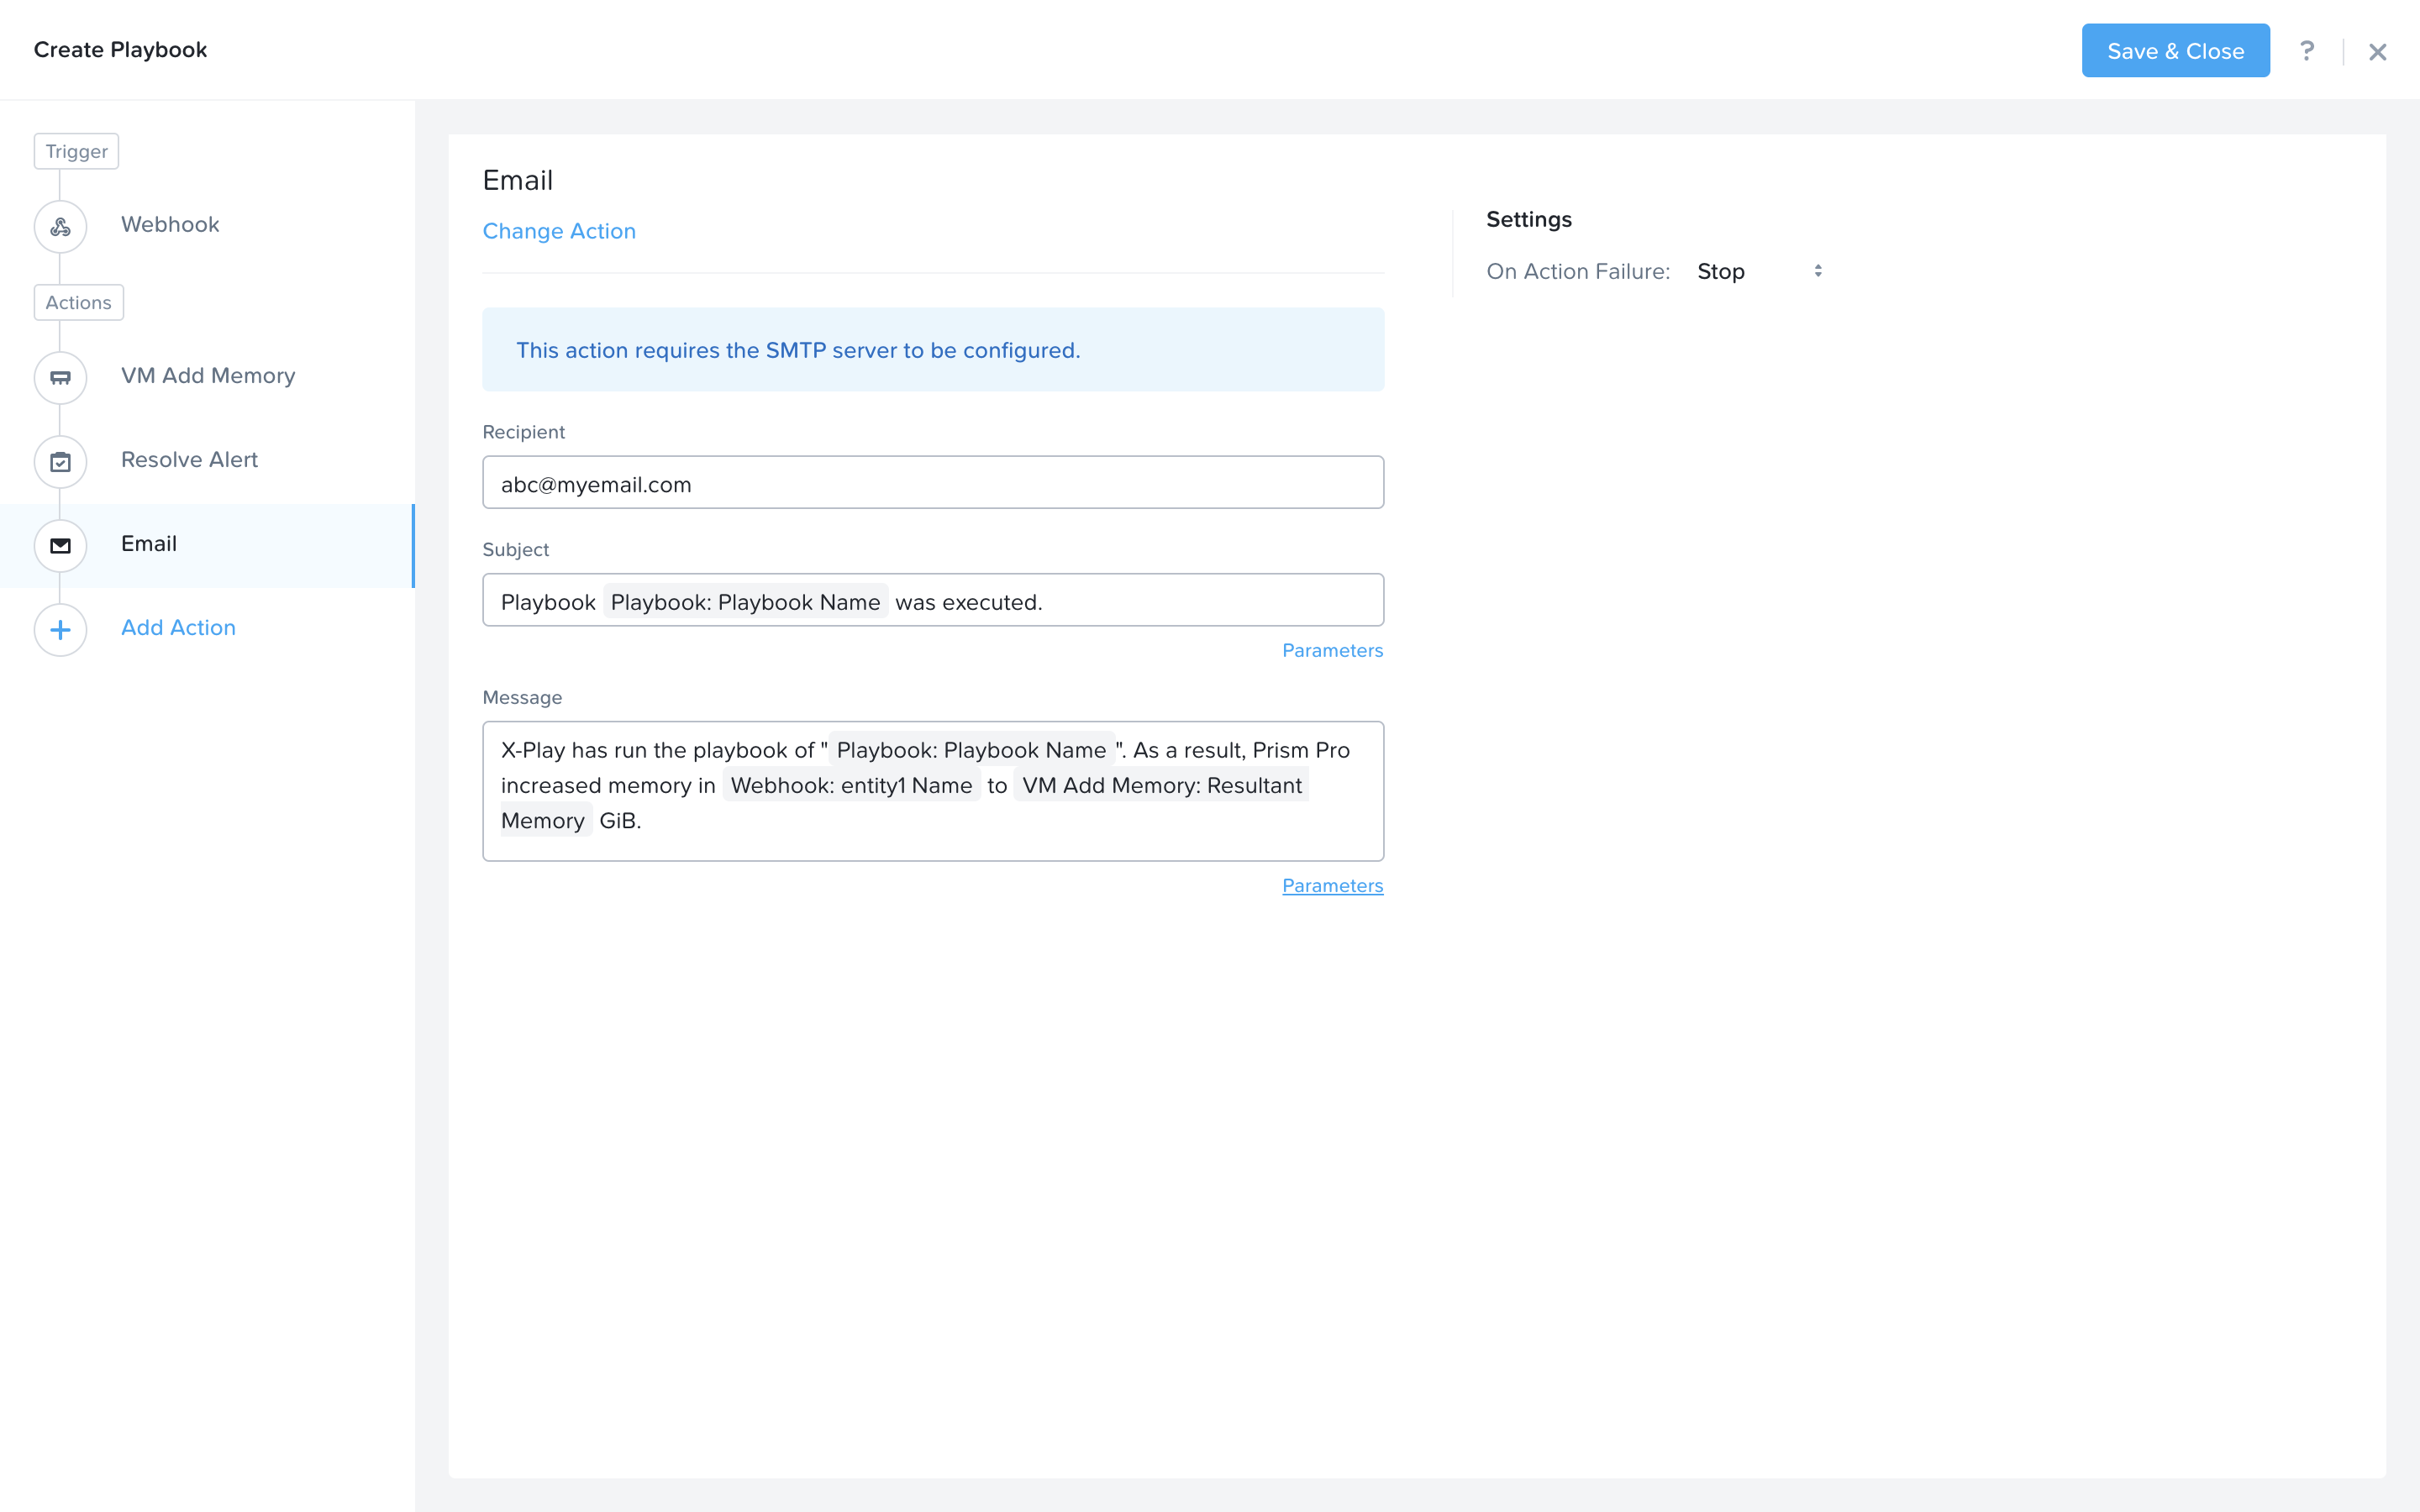 Create Playbook
Save & Close
?
Trigger
Webhook
Actions
VM Add Memory
Resolve Alert
Email
Add Action
Email
Change Action
This action requires the SMTP server to be configured.
Recipient
abc@myemail.com
Subject
Playbook Playbook: Playbook Name was executed.
Parameters
Message
X-Play has run the playbook of " Playbook: Playbook Name ". As a result, Prism Pro
increased memory in Webhook: entity1 Name to VM Add Memory: Resultant
Memory GiB.
Parameters
Settings
On Action Failure: Stop